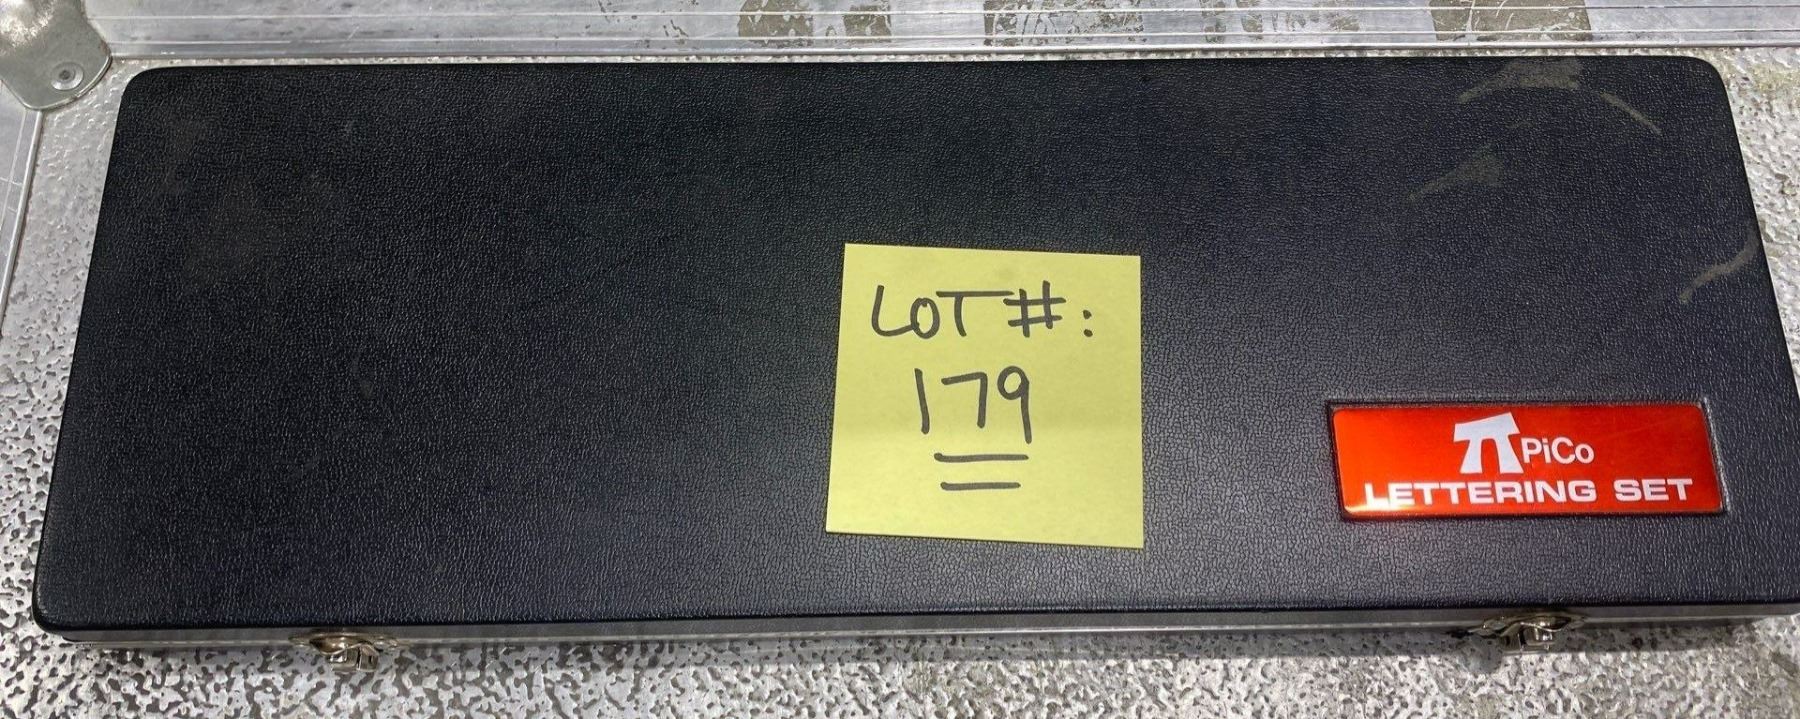 LOT #:
179
PiCo
LETTERING SET